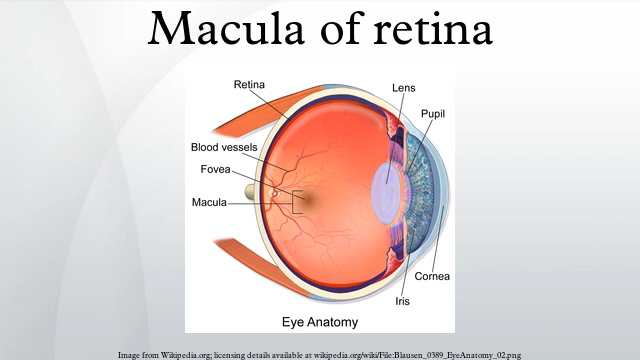 Macula of retina
Retina
Lens
Pupil
Blood vessels
Fovea
Macula
Cornea
Iris
Eye Anatomy
Image from Wikipedia.org; licensing details available at wikipedia.org/wiki/File:Blausen_0389_EyeAnatomy_02.png